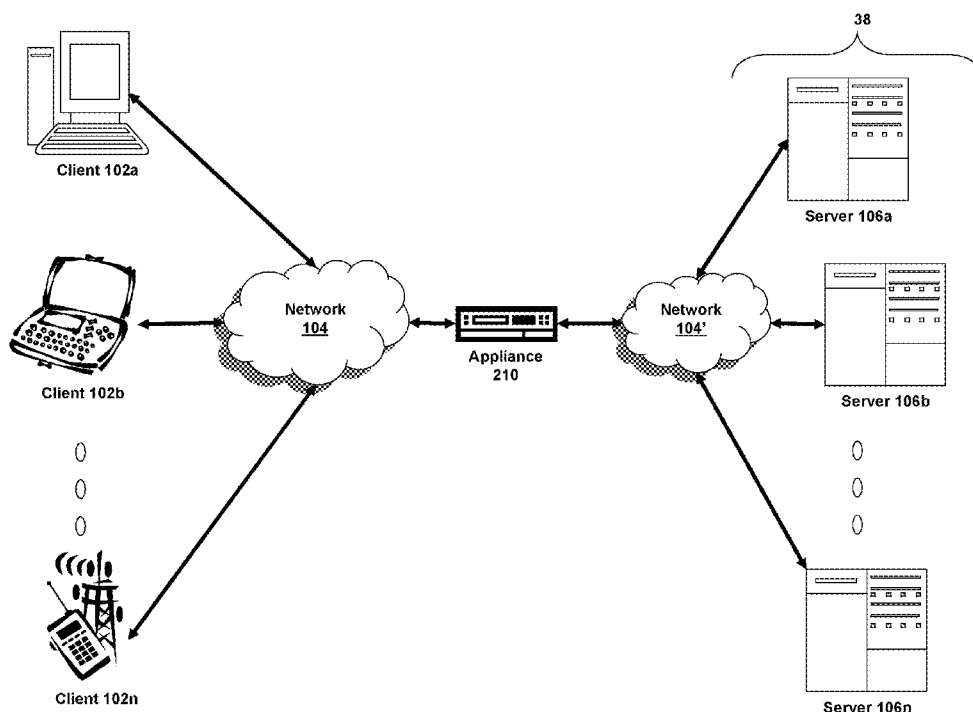 38
Client 102a
Server 106a
Network
104
Appliance
210
Network
104'
Client 102b
Server 106b
Client 102n
Server 106n